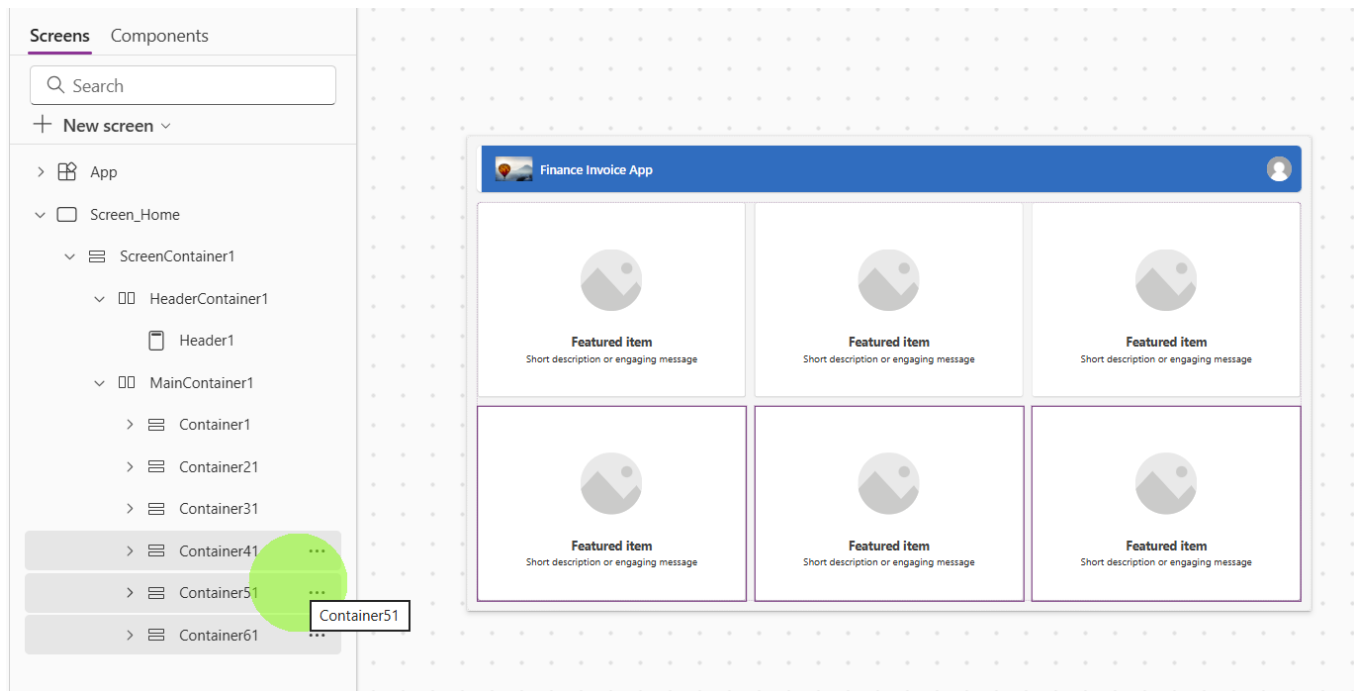 Screens Components
Search
New screen
App
Screen_Home
ScreenContainer1
HeaderContainer1
Header1
MainContainer1
Container1
Container21
Container31
Container41
Container51
Container51
Container61
Finance Invoice App
Featured item Featured item Featured item
Short description or engaging message Short description or engaging message Short description or engaging message
Featured item Featured item Featured item
Short description or engaging message Short description or engaging message Short description or engaging message